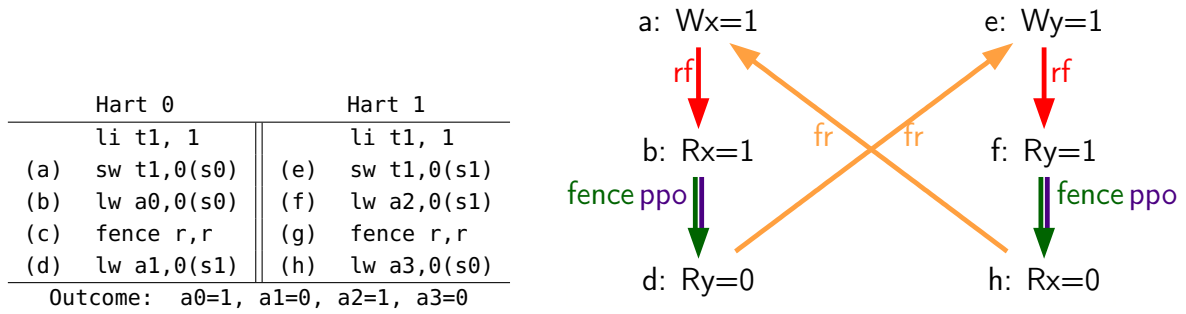 Hart 0 Hart 1
li t1, 1 li t1, 1
(a) sw t1,0(s0) (e) sw t1,0(s1)
(b) lw a0,0(s0) (f) lw a2,0(s1)
(c) fence r,r (g) fence r,r
(d) lw a1,0(s1) (h) lw a3,0(s0)
Outcome: a0=1, a1=0, a2=1, a3=0
a: Wx=1 e: Wy=1
rf rf
fr fr
b: Rx=1 f: Ry=1
fence ppo fence ppo
d: Ry=0 h: Rx=0